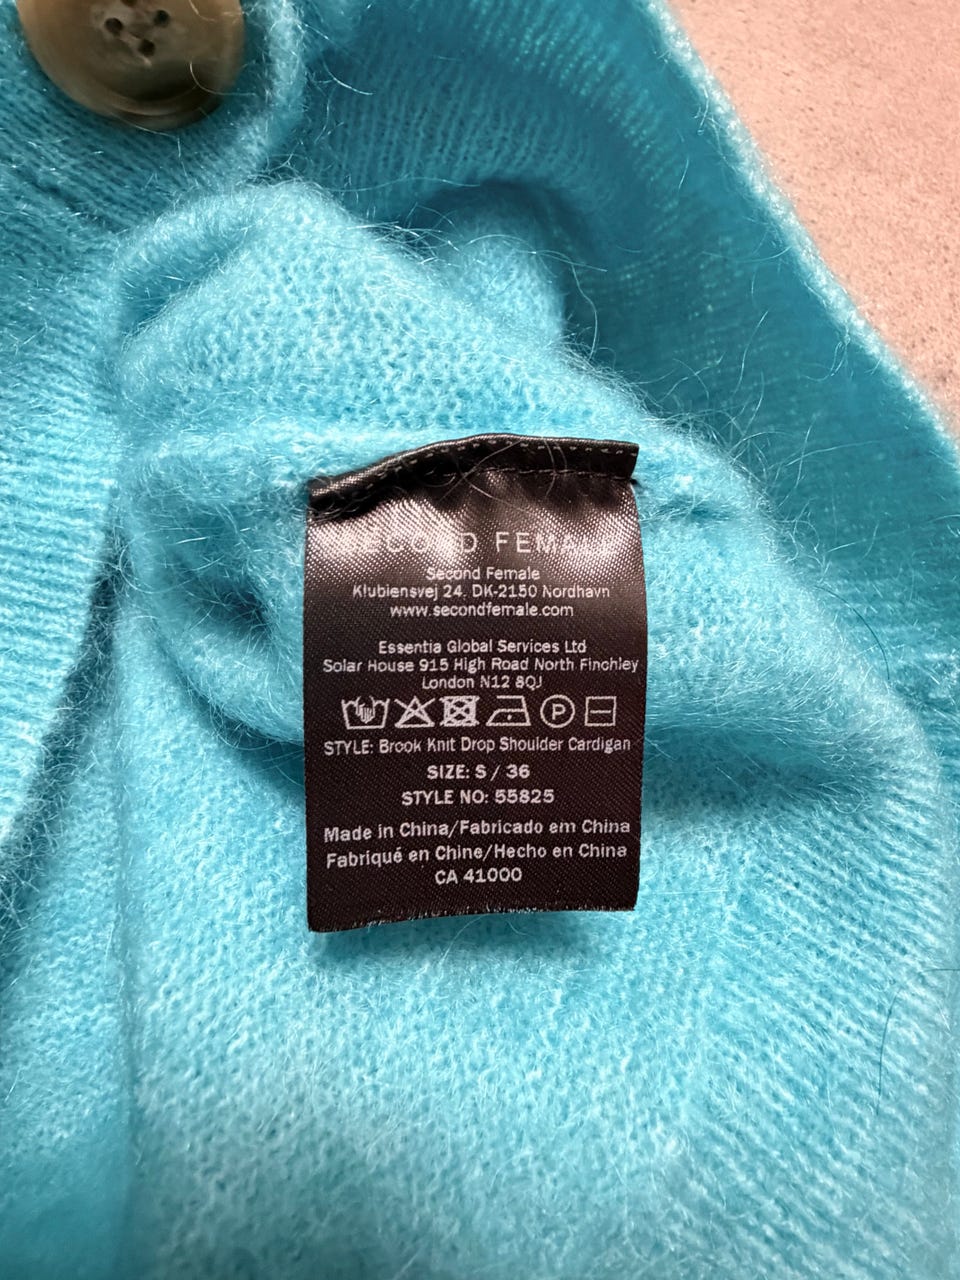 SECOND FEMALE
Second Female
Klubiensvej 24. DK-2150 Nordhavn
www.secondfemale.com
Essentia Global Services Ltd
Solar House 915 High Road North Finchley
London N12 8QJ
P
STYLE: Brook Knit Drop Shoulder Cardigan
SIZE: S / 36
STYLE NO: 55825
Made in China/Fabricado em China
Fabriqué en Chine/Hecho en China
CA 41000